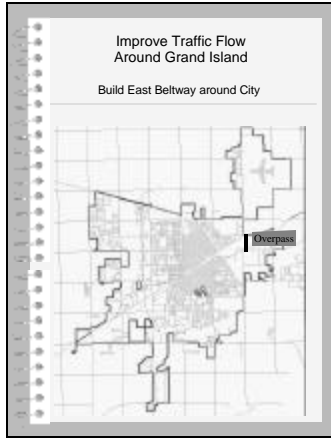 Improve Traffic Flow
Around Grand Island
Build East Beltway around City
Overpass